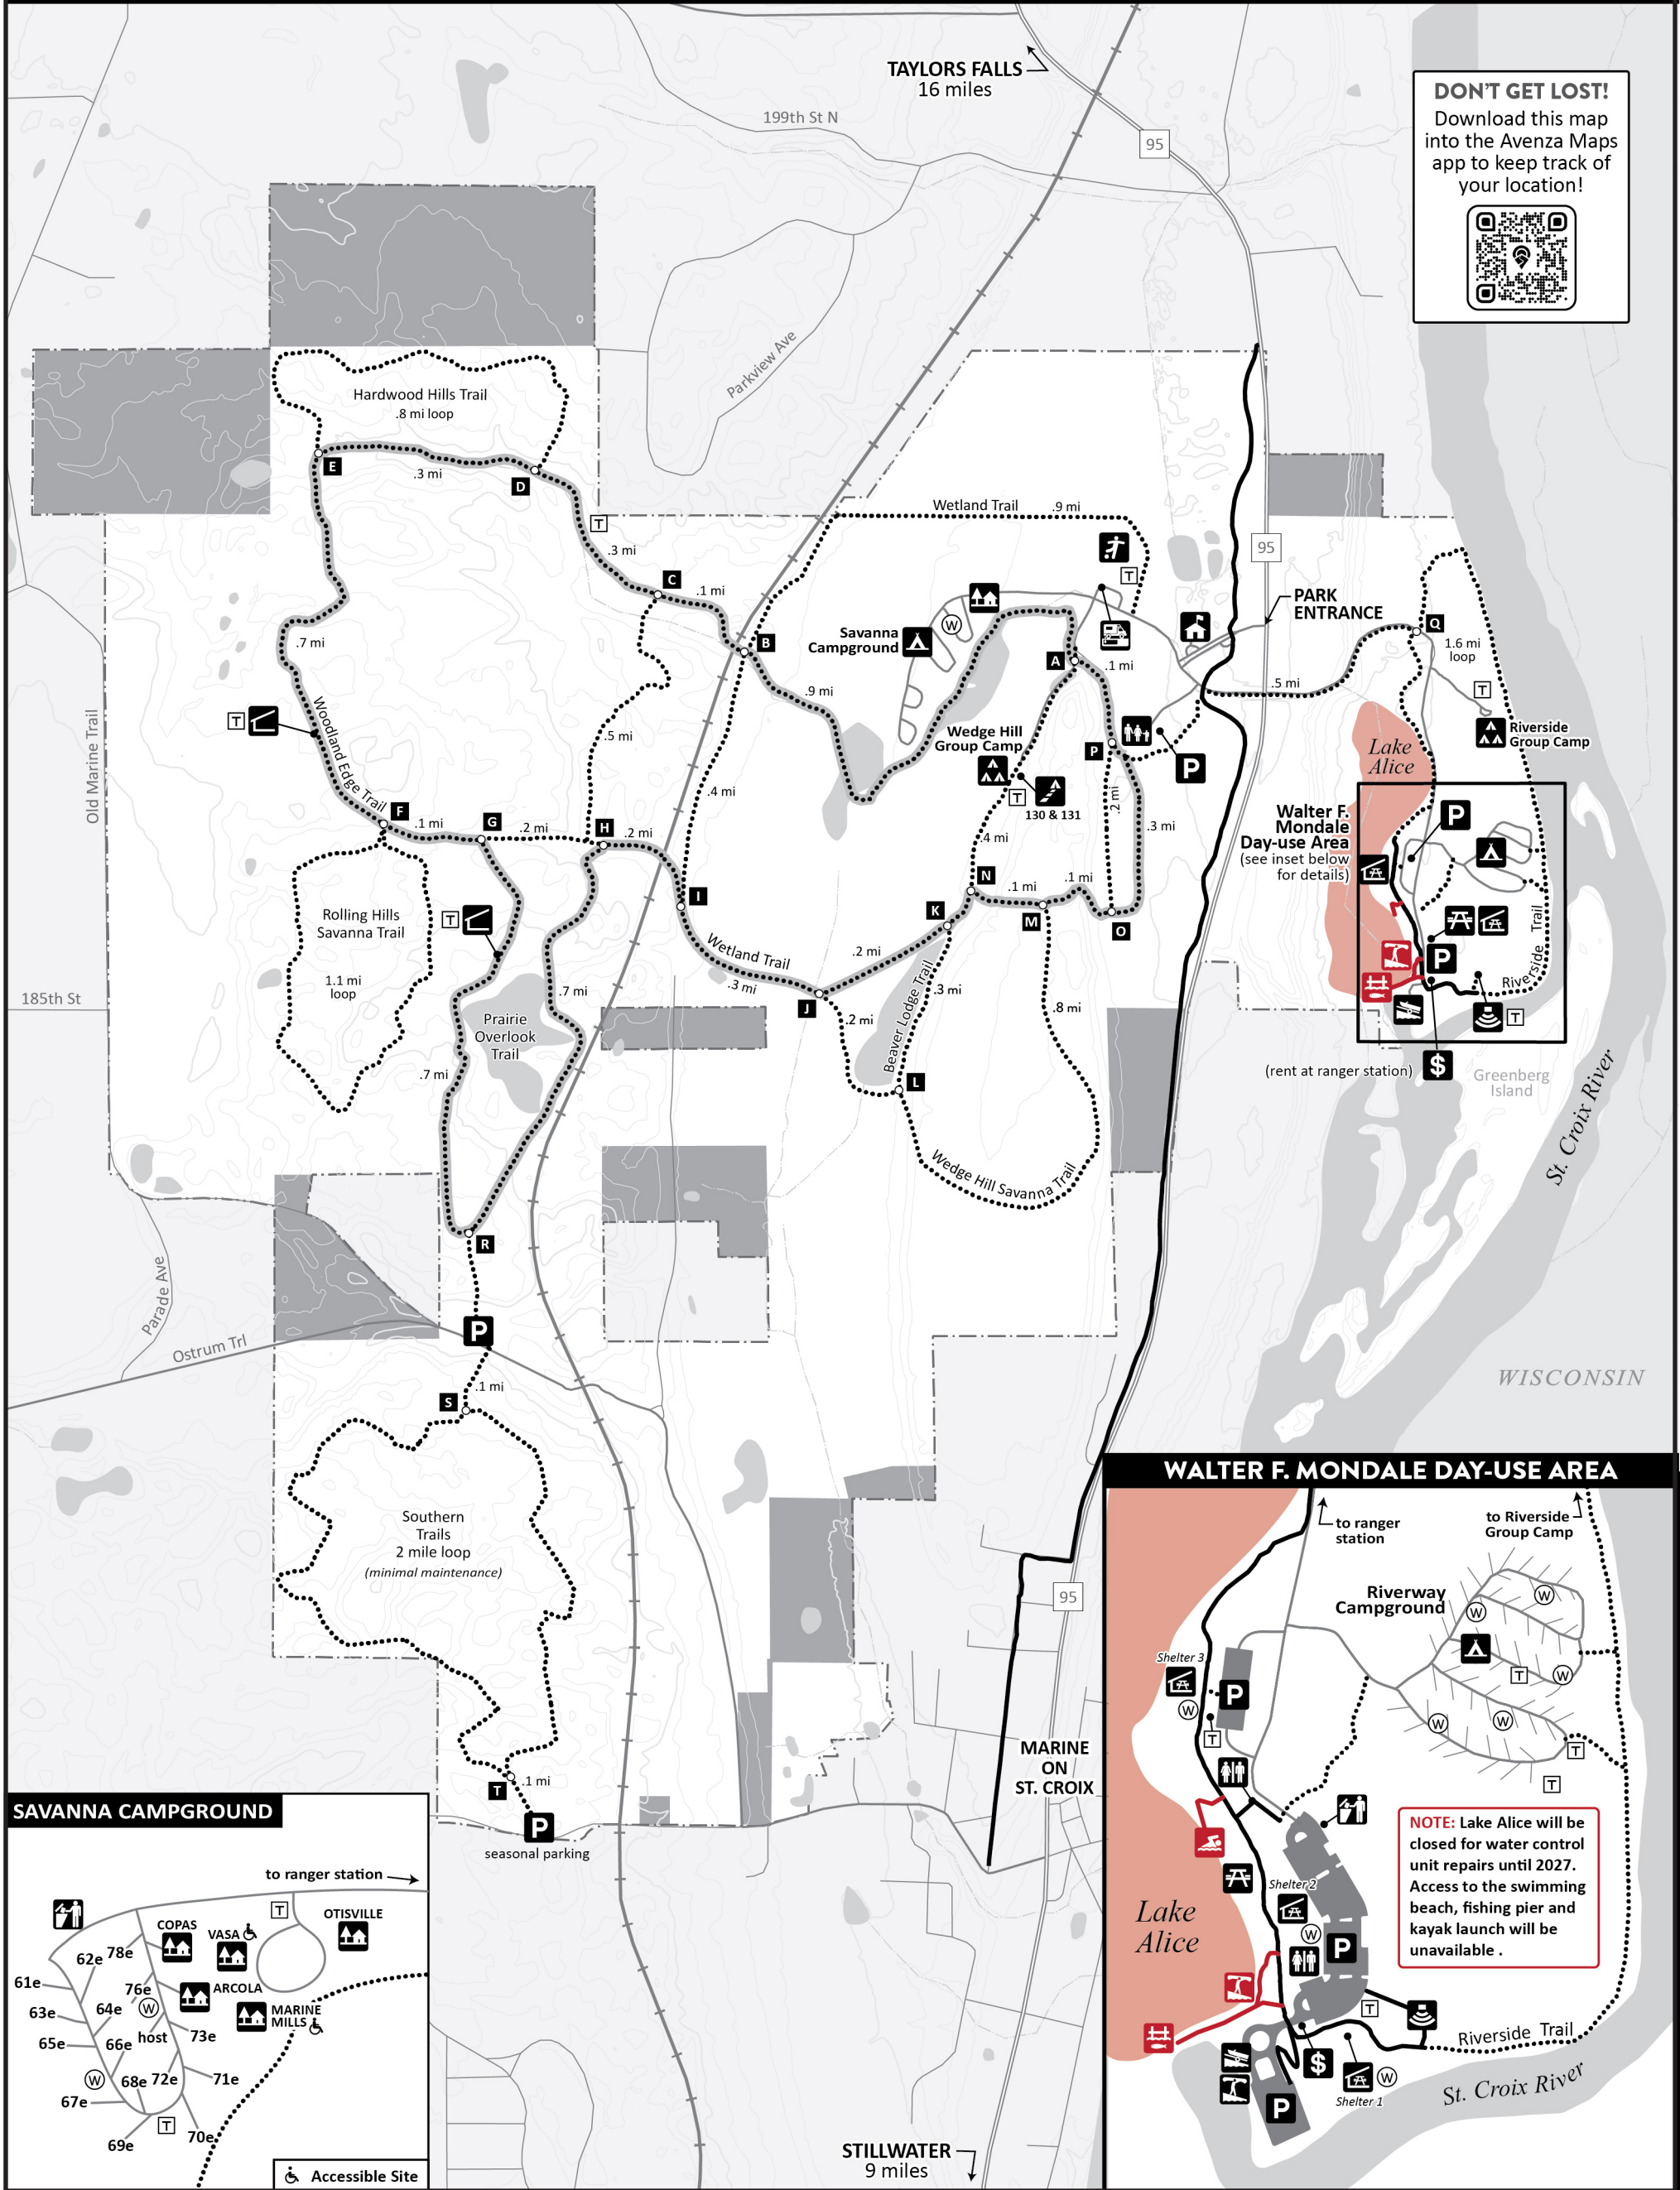 TAYLORS FALLS
16 miles
199th St N
95
DON'T GET LOST!
Download this map
into the Avenza Maps
app to keep track of
your location!
Parkview Ave
Hardwood Hills Trail
.8 mi loop
E
.3 mi
D
T
.3 mi
C
.1 mi
B
Wetland Trail .9 mi
T
95
PARK
ENTRANCE
Savanna
Campground
W
A
.1 mi
.9 mi
Q
1.6 mi
loop
.5 mi
T
Riverside
Group Camp
.7 mi
T
Woodland Edge Trail
Old Marine Trail
.5 mi
.4 mi
Wedge Hill
Group Camp
T
130 & 131
P
P
.2 mi
.3 mi
Lake
Alice
Walter F.
Mondale
Day-use Area
(see inset below
for details)
P
P
Riverside Trail
T
$
(rent at ranger station)
Greenberg
Island
St. Croix River
F
.1 mi
G
.2 mi
H
.2 mi
I
.4 mi
N
.1 mi
M
.1 mi
O
K
Rolling Hills
Savanna Trail
1.1 mi
loop
T
Wetland Trail
.3 mi
.2 mi
J
.2 mi
Beaver Lodge Trail
.3 mi
L
.8 mi
Wedge Hill Savanna Trail
185th St
Prairie
Overlook
Trail
.7 mi
.7 mi
R
P
Parade Ave
Ostrum Trl
S
.1 mi
WISCONSIN
Southern
Trails
2 mile loop
(minimal maintenance)
T
.1 mi
P
seasonal parking
95
MARINE
ON
ST. CROIX
STILLWATER
9 miles
SAVANNA CAMPGROUND
to ranger station
T
COPAS
VASA
OTISVILLE
62e
78e
61e
76e
ARCOLA
63e
64e
W
MARINE
MILLS
65e
66e
host
73e
W
68e
72e
71e
67e
T
69e
70e
Accessible Site
WALTER F. MONDALE DAY-USE AREA
to ranger
station
to Riverside
Group Camp
Riverway
Campground
W
W
T
W
W
W
T
T
Shelter 3
P
W
T
NOTE: Lake Alice will be
closed for water control
unit repairs until 2027.
Access to the swimming
beach, fishing pier and
kayak launch will be
unavailable .
Lake
Alice
Shelter 2
W
P
T
Riverside Trail
$
W
Shelter 1
P
St. Croix River